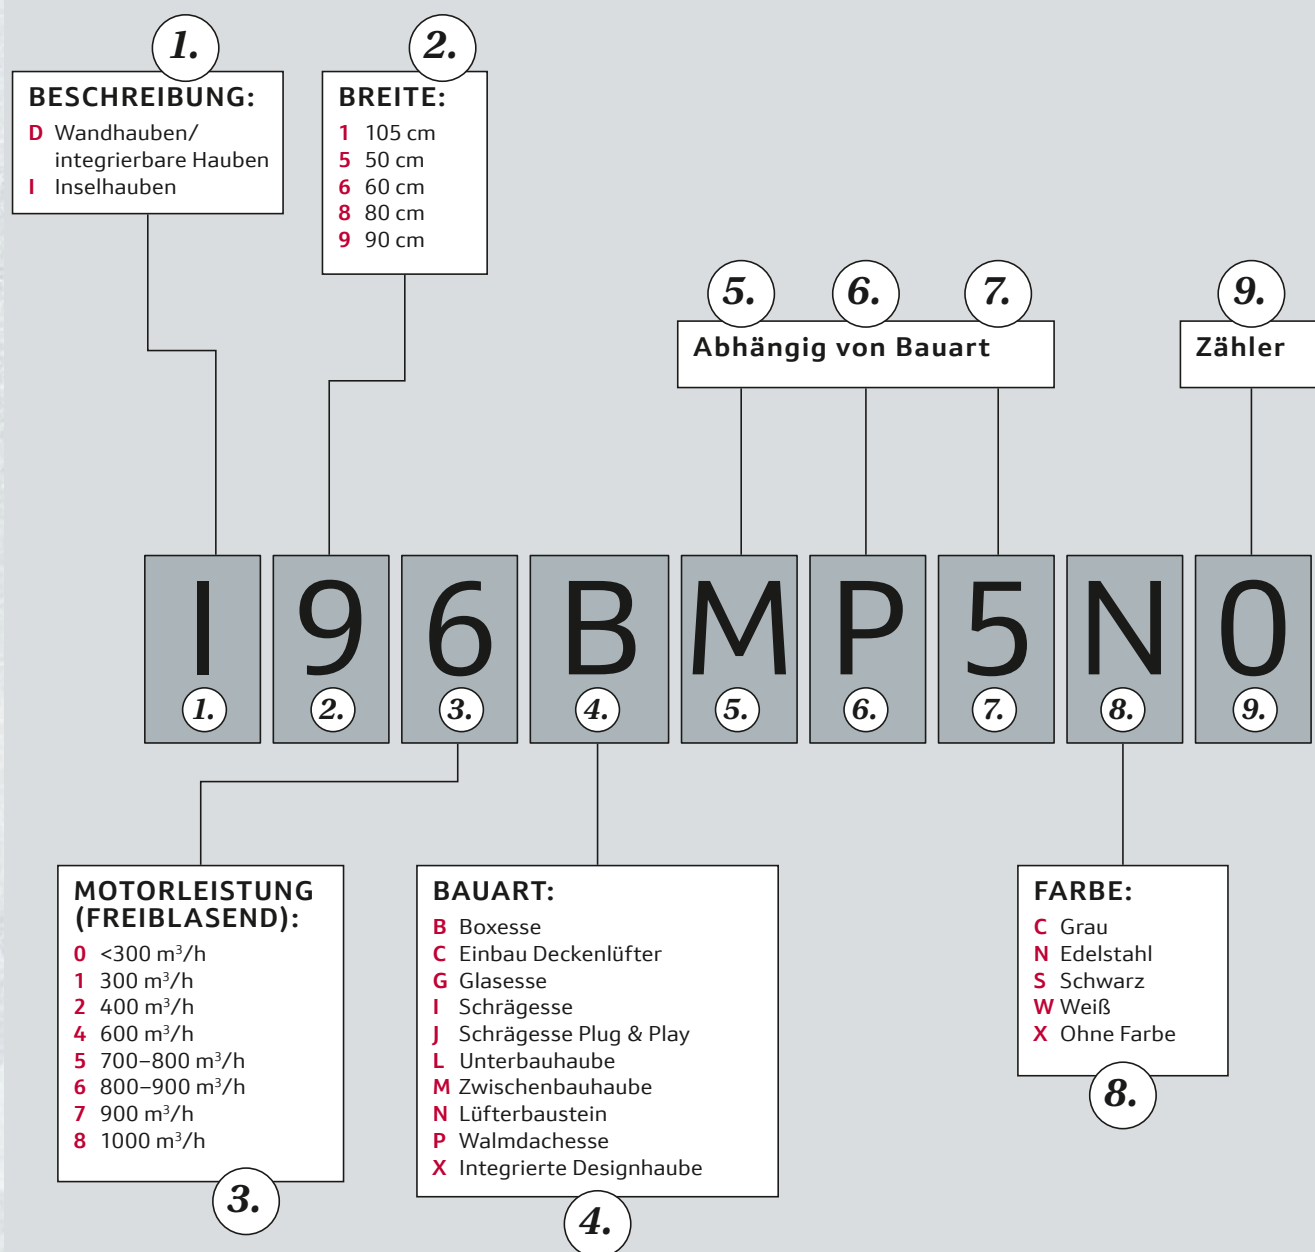 1.
BESCHREIBUNG:
D Wandhauben/
integrierbare Hauben
I Inselhauben
2.
BREITE:
1 105 cm
5 50 cm
6 60 cm
8 80 cm
9 90 cm
5. 6. 7.
Abhängig von Bauart
9.
Zähler
I 9 6 B M P 5 N 0
1. 2. 3. 4. 5. 6. 7. 8. 9.
MOTORLEISTUNG
(FREIBLASEND):
0 <300 m³/h
1 300 m³/h
2 400 m³/h
4 600 m³/h
5 700–800 m³/h
6 800–900 m³/h
7 900 m³/h
8 1000 m³/h
3.
BAUART:
B Boxesse
C Einbau Deckenlüfter
G Glasesse
I Schrägesse
J Schrägesse Plug & Play
L Unterbauhaube
M Zwischenbauhaube
N Lüfterbaustein
P Walmdachesse
X Integrierte Designhaube
4.
FARBE:
C Grau
N Edelstahl
S Schwarz
W Weiß
X Ohne Farbe
8.